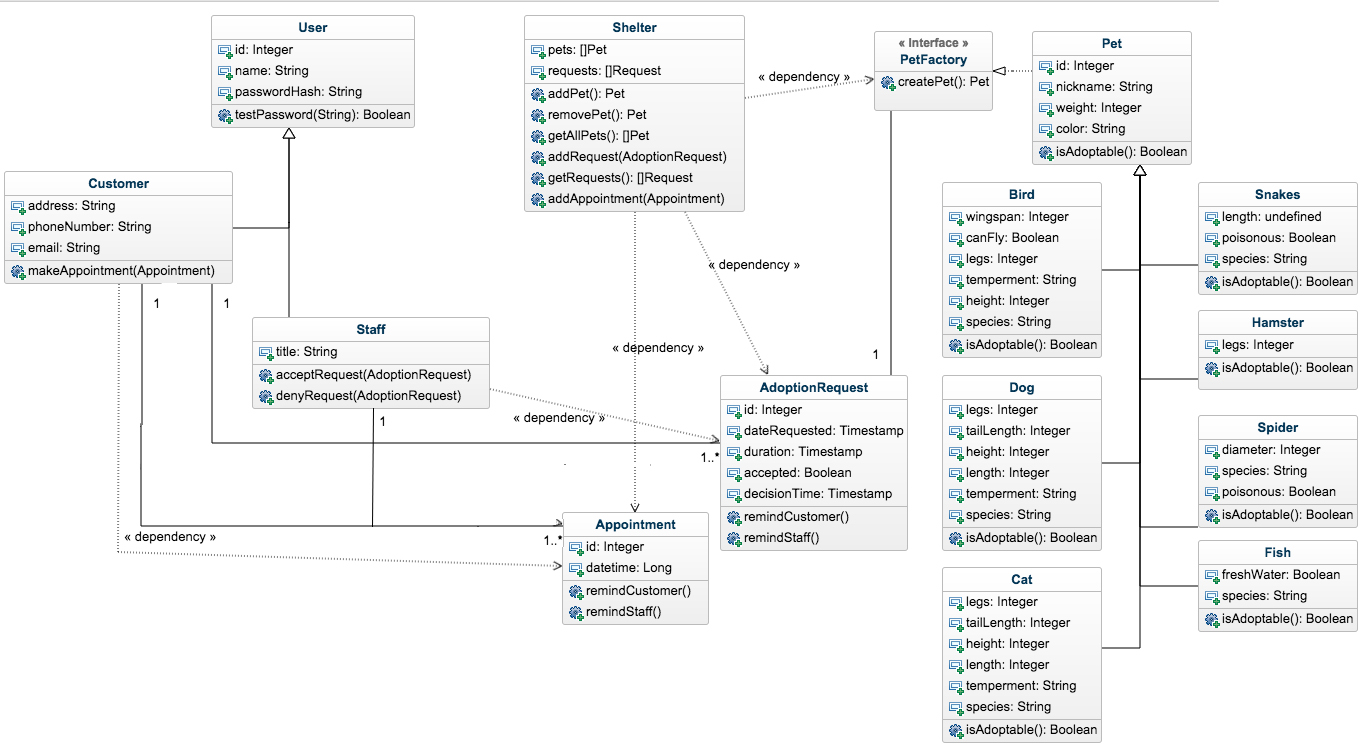 User
id: Integer
name: String
passwordHash: String
testPassword(String): Boolean
Shelter
pets: []Pet
requests: []Request
addPet(): Pet
removePet(): Pet
getAllPets(): []Pet
addRequest(AdoptionRequest)
getRequests(): []Request
addAppointment(Appointment)
« dependency »
« Interface »
PetFactory
createPet(): Pet
Pet
id: Integer
nickname: String
weight: Integer
color: String
isAdoptable(): Boolean
Customer
address: String
phoneNumber: String
email: String
makeAppointment(Appointment)
1
1
Staff
title: String
acceptRequest(AdoptionRequest)
denyRequest(AdoptionRequest)
1
« dependency »
« dependency »
« dependency »
« dependency »
1
1..*
1..*
AdoptionRequest
id: Integer
dateRequested: Timestamp
duration: Timestamp
accepted: Boolean
decisionTime: Timestamp
remindCustomer()
remindStaff()
Appointment
id: Integer
datetime: Long
remindCustomer()
remindStaff()
Bird
wingspan: Integer
canFly: Boolean
legs: Integer
temperment: String
height: Integer
species: String
isAdoptable(): Boolean
Dog
legs: Integer
tailLength: Integer
height: Integer
length: Integer
temperment: String
species: String
isAdoptable(): Boolean
Cat
legs: Integer
tailLength: Integer
height: Integer
length: Integer
temperment: String
species: String
isAdoptable(): Boolean
Snakes
length: undefined
poisonous: Boolean
species: String
isAdoptable(): Boolean
Hamster
legs: Integer
isAdoptable(): Boolean
Spider
diameter: Integer
species: String
poisonous: Boolean
isAdoptable(): Boolean
Fish
freshWater: Boolean
species: String
isAdoptable(): Boolean